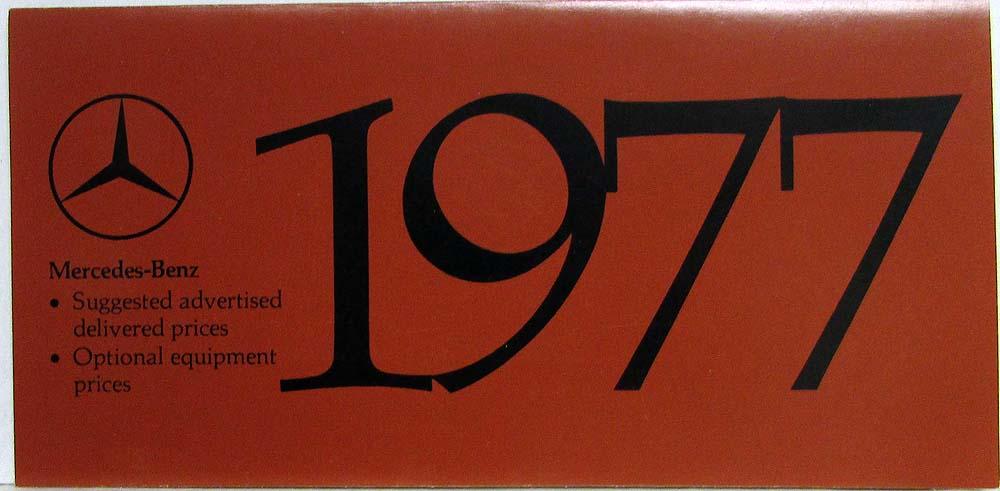 1977
Mercedes-Benz
• Suggested advertised
delivered prices
• Optional equipment
prices